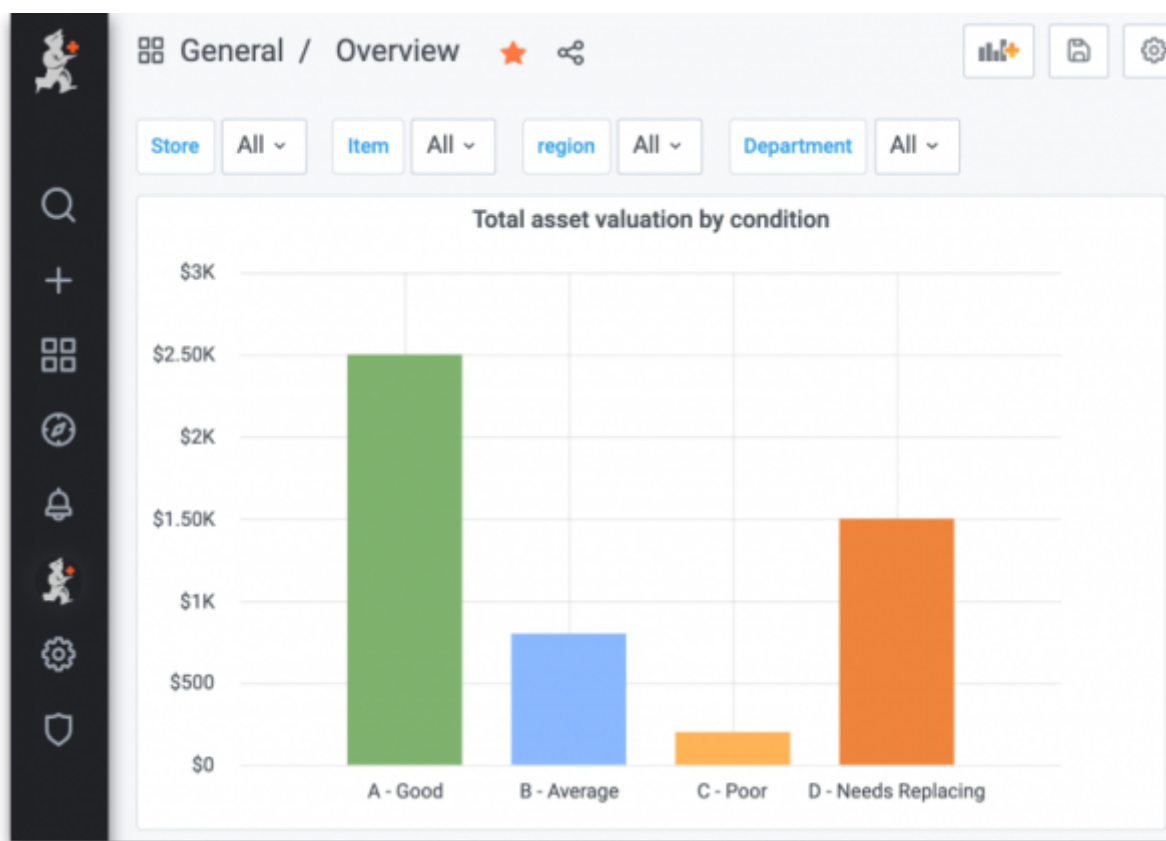 General / Overview
Store All Item All region All Department All
Total asset valuation by condition
$3K
$2.50K
$2K
$1.50K
$1K
$500
$0
A - Good B - Average C - Poor D - Needs Replacing